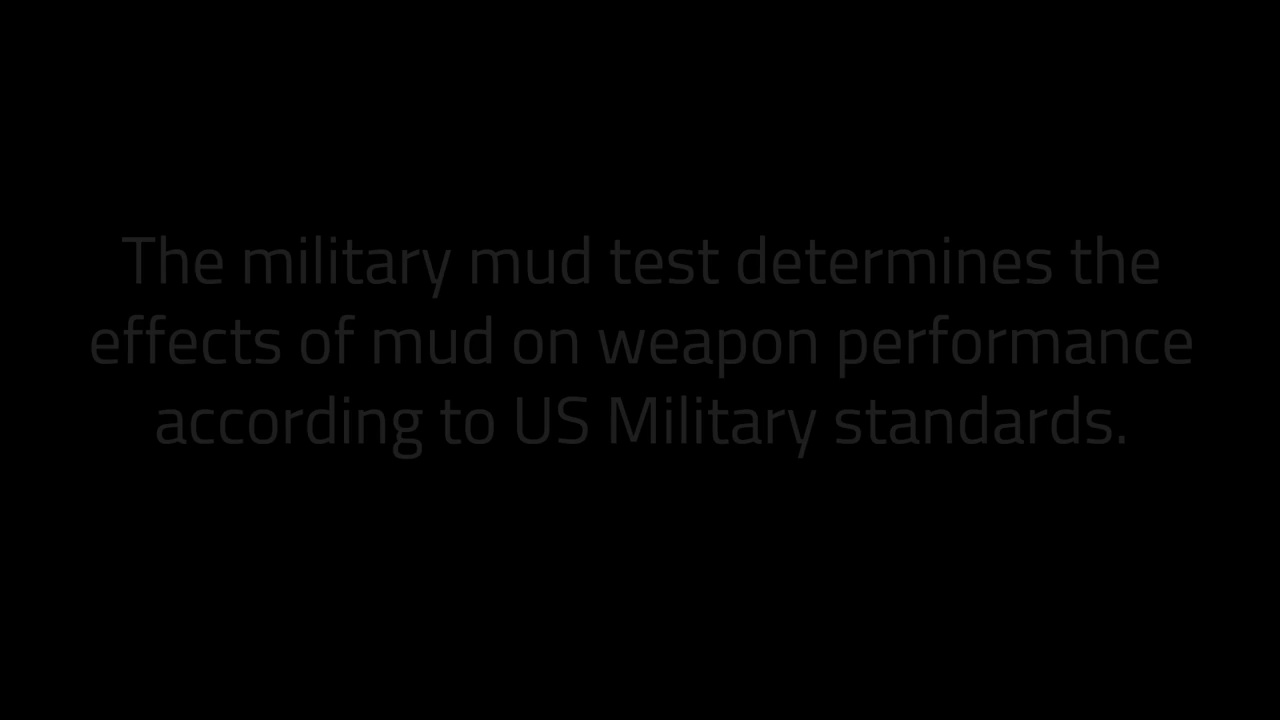 The military mud test determines the
effects of mud on weapon performance
according to US Military standards.